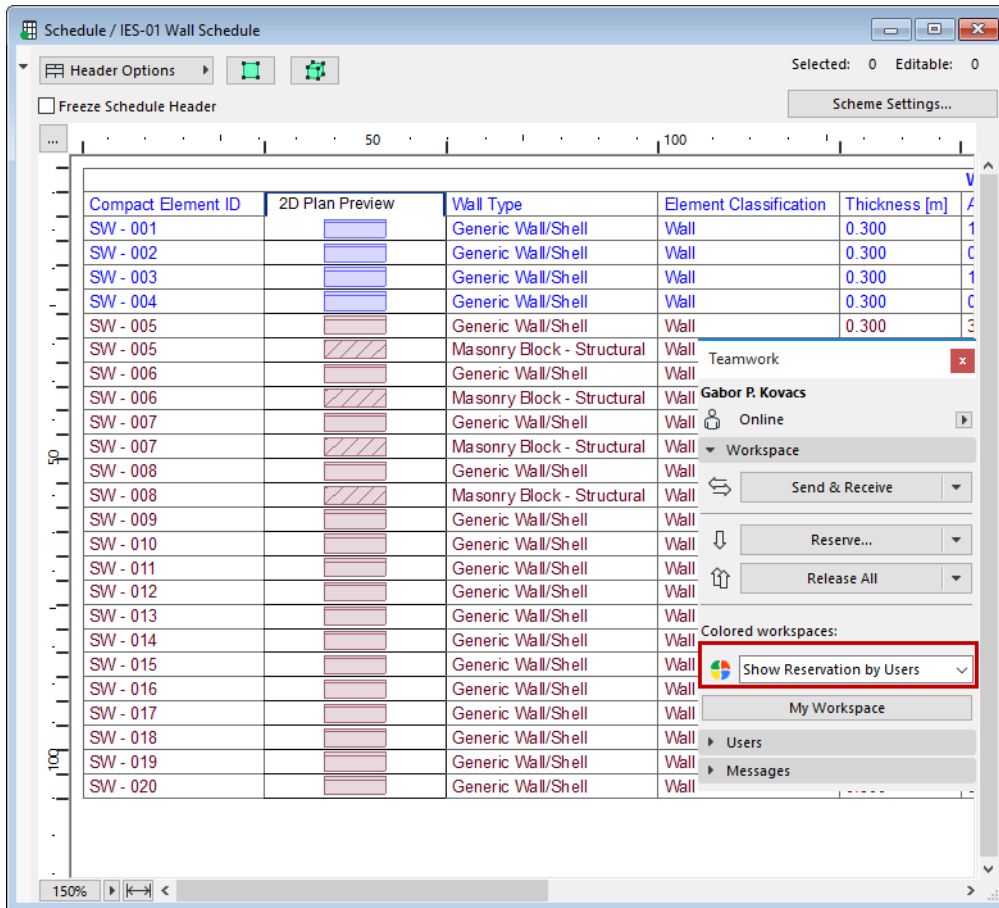 Schedule / IES-01 Wall Schedule
Header Options
Selected: 0 Editable: 0
Freeze Schedule Header
Scheme Settings...
... 50 100
Compact Element ID 2D Plan Preview Wall Type Element Classification Thickness [m]
SW - 001 Generic Wall/Shell Wall 0.300
SW - 002 Generic Wall/Shell Wall 0.300
SW - 003 Generic Wall/Shell Wall 0.300
SW - 004 Generic Wall/Shell Wall 0.300
SW - 005 Generic Wall/Shell Wall 0.300
SW - 005 Masonry Block - Structural Wall
SW - 006 Generic Wall/Shell Wall
SW - 006 Masonry Block - Structural Wall
SW - 007 Generic Wall/Shell Wall
SW - 007 Masonry Block - Structural Wall
SW - 008 Generic Wall/Shell Wall
SW - 008 Masonry Block - Structural Wall
SW - 009 Generic Wall/Shell Wall
SW - 010 Generic Wall/Shell Wall
SW - 011 Generic Wall/Shell Wall
SW - 012 Generic Wall/Shell Wall
SW - 013 Generic Wall/Shell Wall
SW - 014 Generic Wall/Shell Wall
SW - 015 Generic Wall/Shell Wall
SW - 016 Generic Wall/Shell Wall
SW - 017 Generic Wall/Shell Wall
SW - 018 Generic Wall/Shell Wall
SW - 019 Generic Wall/Shell Wall
SW - 020 Generic Wall/Shell Wall
50
100
Teamwork
Gabor P. Kovacs
Online
Workspace
Send & Receive
Reserve...
Release All
Colored workspaces:
Show Reservation by Users
My Workspace
Users
Messages
150%